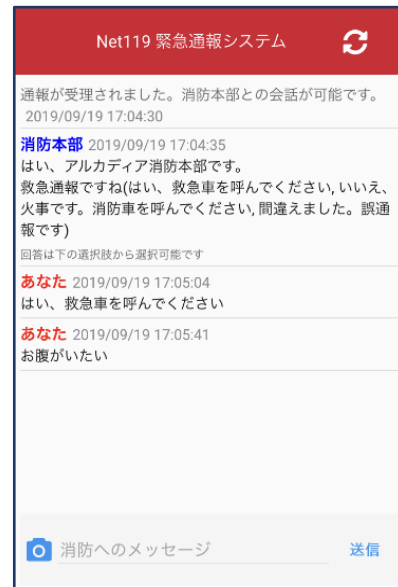 Net119 緊急通報システム
通報が受理されました。消防本部との会話が可能です。
2019/09/19 17:04:30
消防本部 2019/09/19 17:04:35
はい、アルカディア消防本部です。
救急通報ですね(はい、救急車を呼んでください, いいえ、
火事です。消防車を呼んでください, 間違えました。誤通
報です)
回答は下の選択肢から選択可能です
あなた 2019/09/19 17:05:04
はい、救急車を呼んでください
あなた 2019/09/19 17:05:41
お腹がいたい
消防へのメッセージ
送信